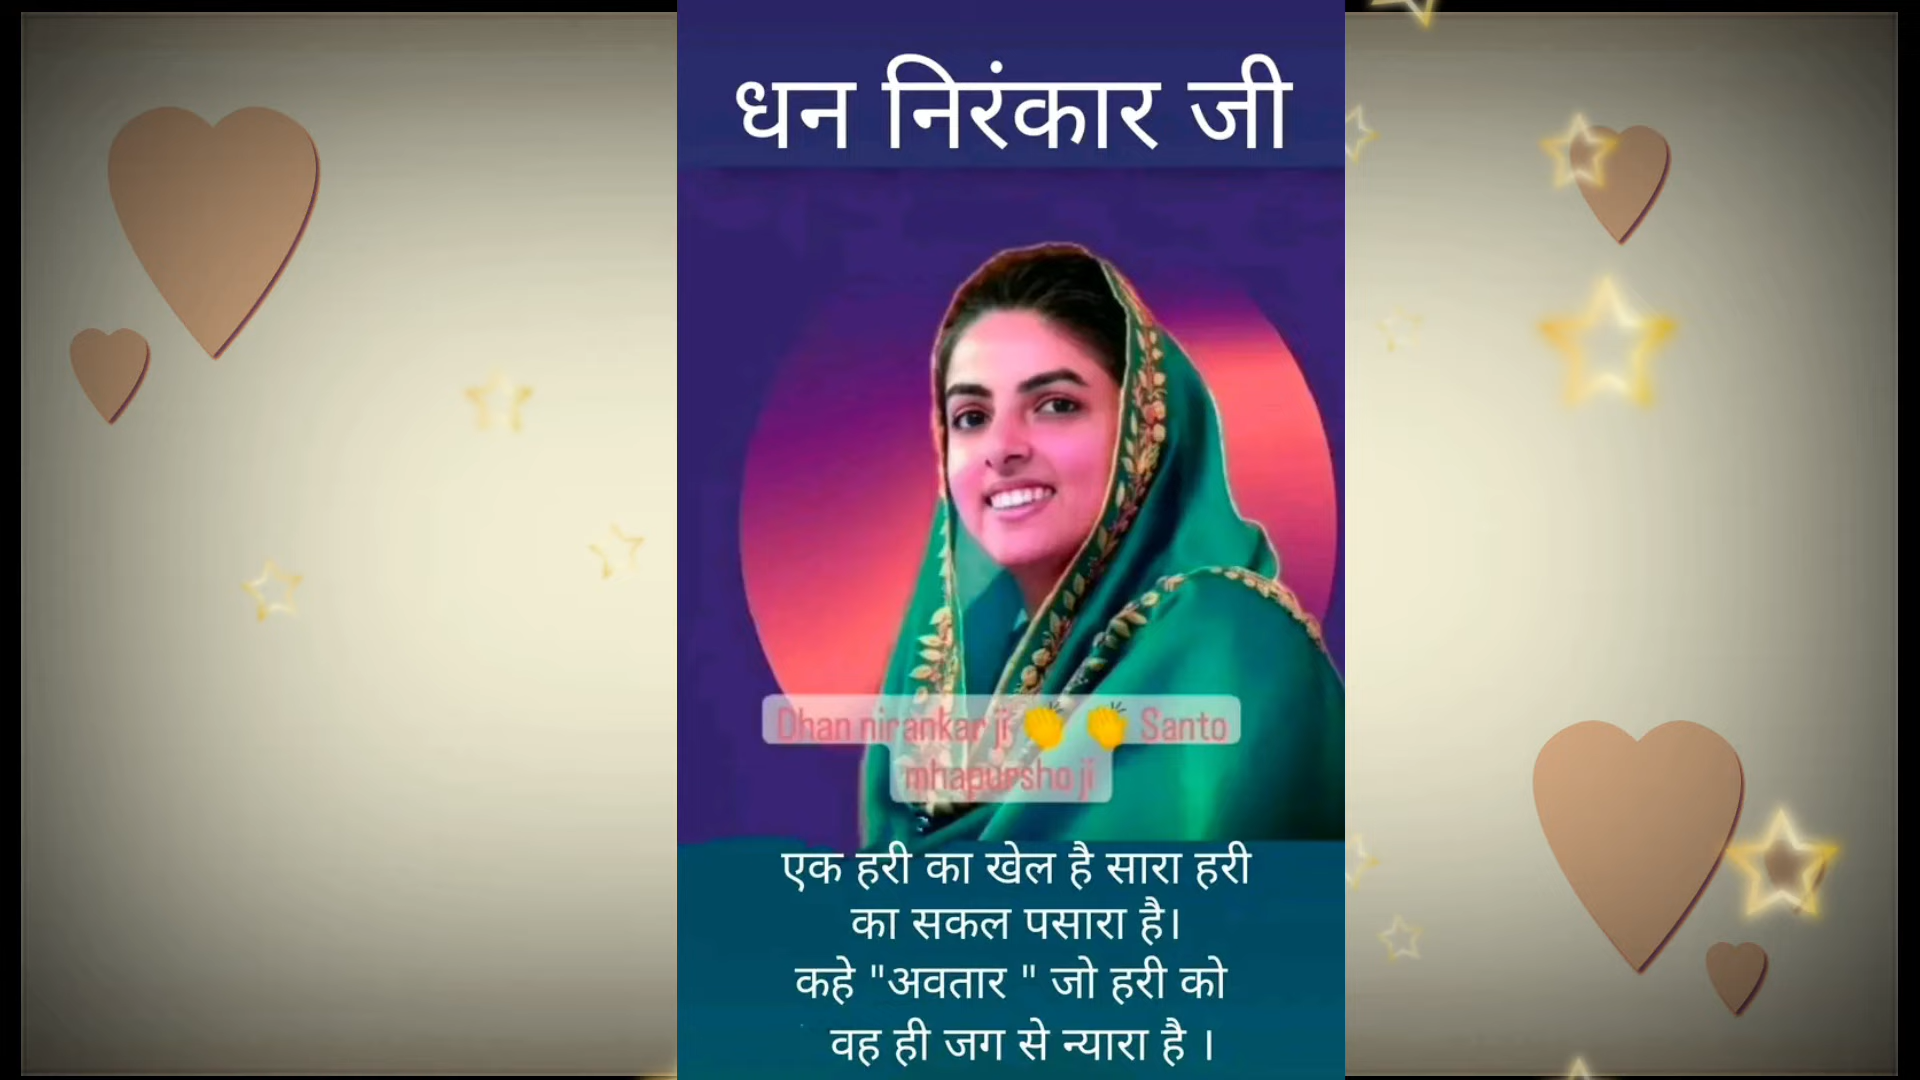 धन निरंकार जी
Dhan nirankar ji 👏 👏 Santo
mhapursho ji
एक हरी का खेल है सारा हरी
का सकल पसारा है।
कहे "अवतार " जो हरी को
वह ही जग से न्यारा है ।